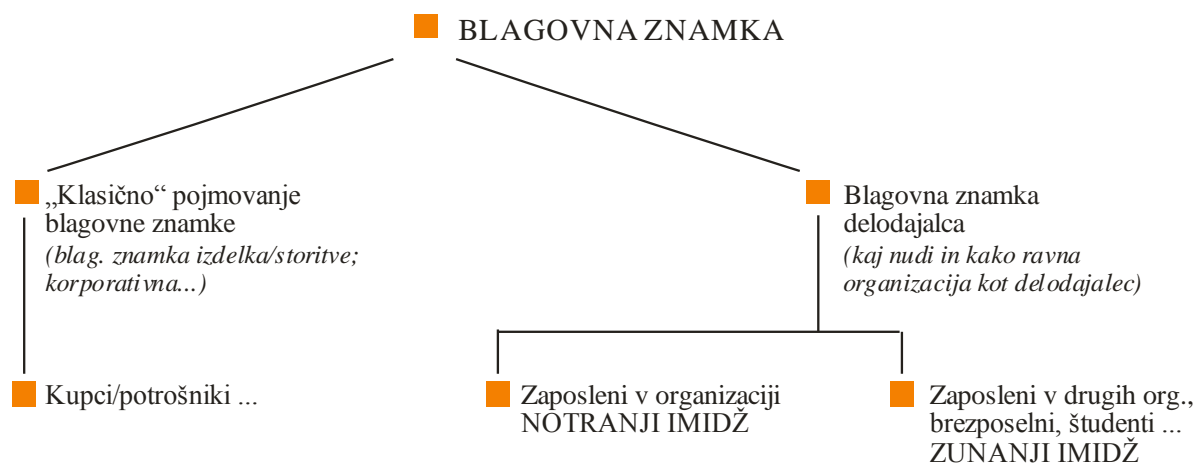 BLAGOVNA ZNAMKA
„Klasično“ pojmovanje
blagovne znamke
(blag. znamka izdelka/storitve;
korporativna...)
Blagovna znamka
delodajalca
(kaj nudi in kako ravna
organizacija kot delodajalec)
Kupci/potrošniki ...
Zaposleni v organizaciji
NOTRANJI IMIDŽ
Zaposleni v drugih org.,
brezposelni, študenti ...
ZUNANJI IMIDŽ